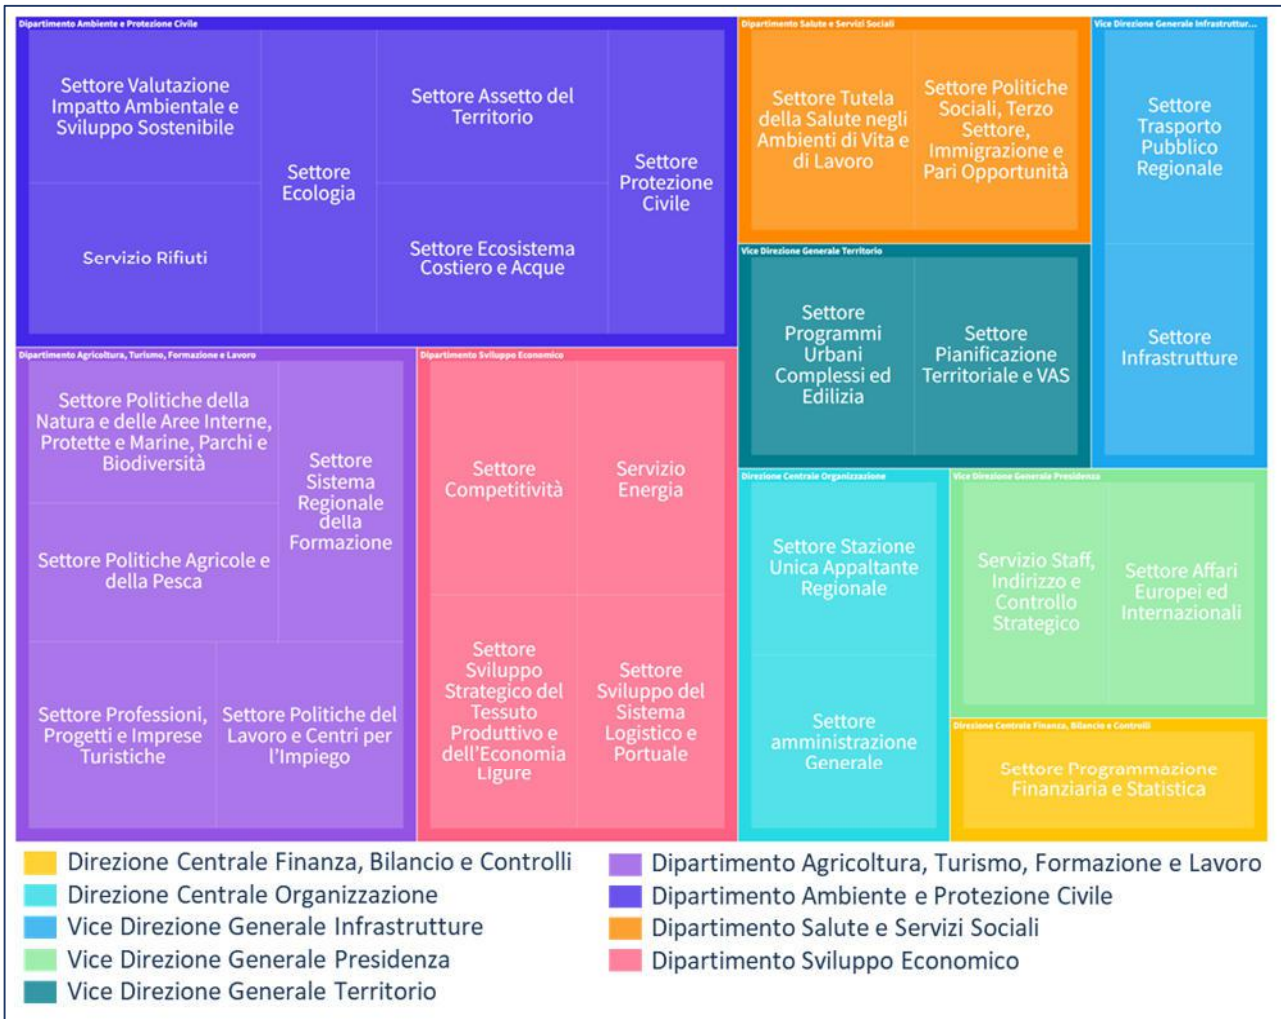 Dipartimento Ambiente e Protezione Civile
Settore Valutazione
Impatto Ambientale e
Sviluppo Sostenibile
Servizio Rifiuti
Settore
Ecologia
Settore Assetto del
Territorio
Settore Ecosistema
Costiero e Acque
Settore
Protezione
Civile
Dipartimento Salute e Servizi Sociali
Settore Tutela
della Salute negli
Ambienti di Vita e
di Lavoro
Settore Politiche
Sociali, Terzo
Settore,
Immigrazione e
Pari Opportunità
Vice Direzione Generale Infrastruttur...
Settore
Trasporto
Pubblico
Regionale
Settore
Infrastrutture
Vice Direzione Generale Territorio
Settore
Programmi
Urbani
Complessi ed
Edilizia
Settore
Pianificazione
Territoriale e VAS
Dipartimento Agricoltura, Turismo, Formazione e Lavoro
Settore Politiche della
Natura e delle Aree Interne,
Protette e Marine, Parchi e
Biodiversità
Settore Politiche Agricole e
della Pesca
Settore
Sistema
Regionale
della
Formazione
Settore Professioni,
Progetti e Imprese
Turistiche
Settore Politiche del
Lavoro e Centri per
l'Impiego
Dipartimento Sviluppo Economico
Settore
Competitività
Servizio
Energia
Settore
Sviluppo
Strategico del
Tessuto
Produttivo e
dell'Economia
Ligure
Settore
Sviluppo del
Sistema
Logistico e
Portuale
Direzione Centrale Organizzazione
Settore Stazione
Unica Appaltante
Regionale
Settore
amministrazione
Generale
Vice Direzione Generale Presidenza
Servizio Staff,
Indirizzo e
Controllo
Strategico
Settore Affari
Europei ed
Internazionali
Direzione Centrale Finanza, Bilancio e Controlli
Settore Programmazione
Finanziaria e Statistica
Direzione Centrale Finanza, Bilancio e Controlli
Direzione Centrale Organizzazione
Vice Direzione Generale Infrastrutture
Vice Direzione Generale Presidenza
Vice Direzione Generale Territorio
Dipartimento Agricoltura, Turismo, Formazione e Lavoro
Dipartimento Ambiente e Protezione Civile
Dipartimento Salute e Servizi Sociali
Dipartimento Sviluppo Economico